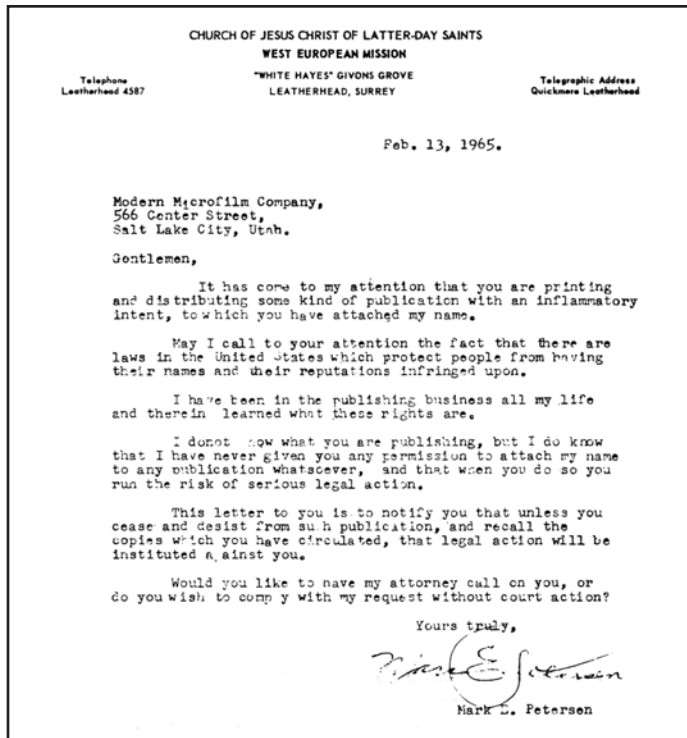 CHURCH OF JESUS CHRIST OF LATTER-DAY SAINTS
WEST EUROPEAN MISSION
Telephone
Leatherhead 4587
"WHITE HAYES" GIVONS GROVE
LEATHERHEAD, SURREY
Telegraphic Address
Quickmere Leatherhead
Feb. 13, 1965.
Modern Microfilm Company,
566 Center Street,
Salt Lake City, Utah.
Gentlemen,
It has come to my attention that you are printing
and distributing some kind of publication with an inflammatory
intent, to which you have attached my name.
May I call to your attention the fact that there are
laws in the United States which protect people from having
their names and their reputations infringed upon.
I have been in the publishing business all my life
and therein learned what these rights are.
I donot now what you are publishing, but I do know
that I have never given you any permission to attach my name
to any publication whatsoever, and that when you do so you
run the risk of serious legal action.
This letter to you is to notify you that unless you
cease and desist from su h publication, and recall the
copies which you have circulated, that legal action will be
instituted a ainst you.
Would you like to have my attorney call on you, or
do you wish to comp y with my request without court action?
Yours truly,
Mark E. Petersen
Mark E. Petersen